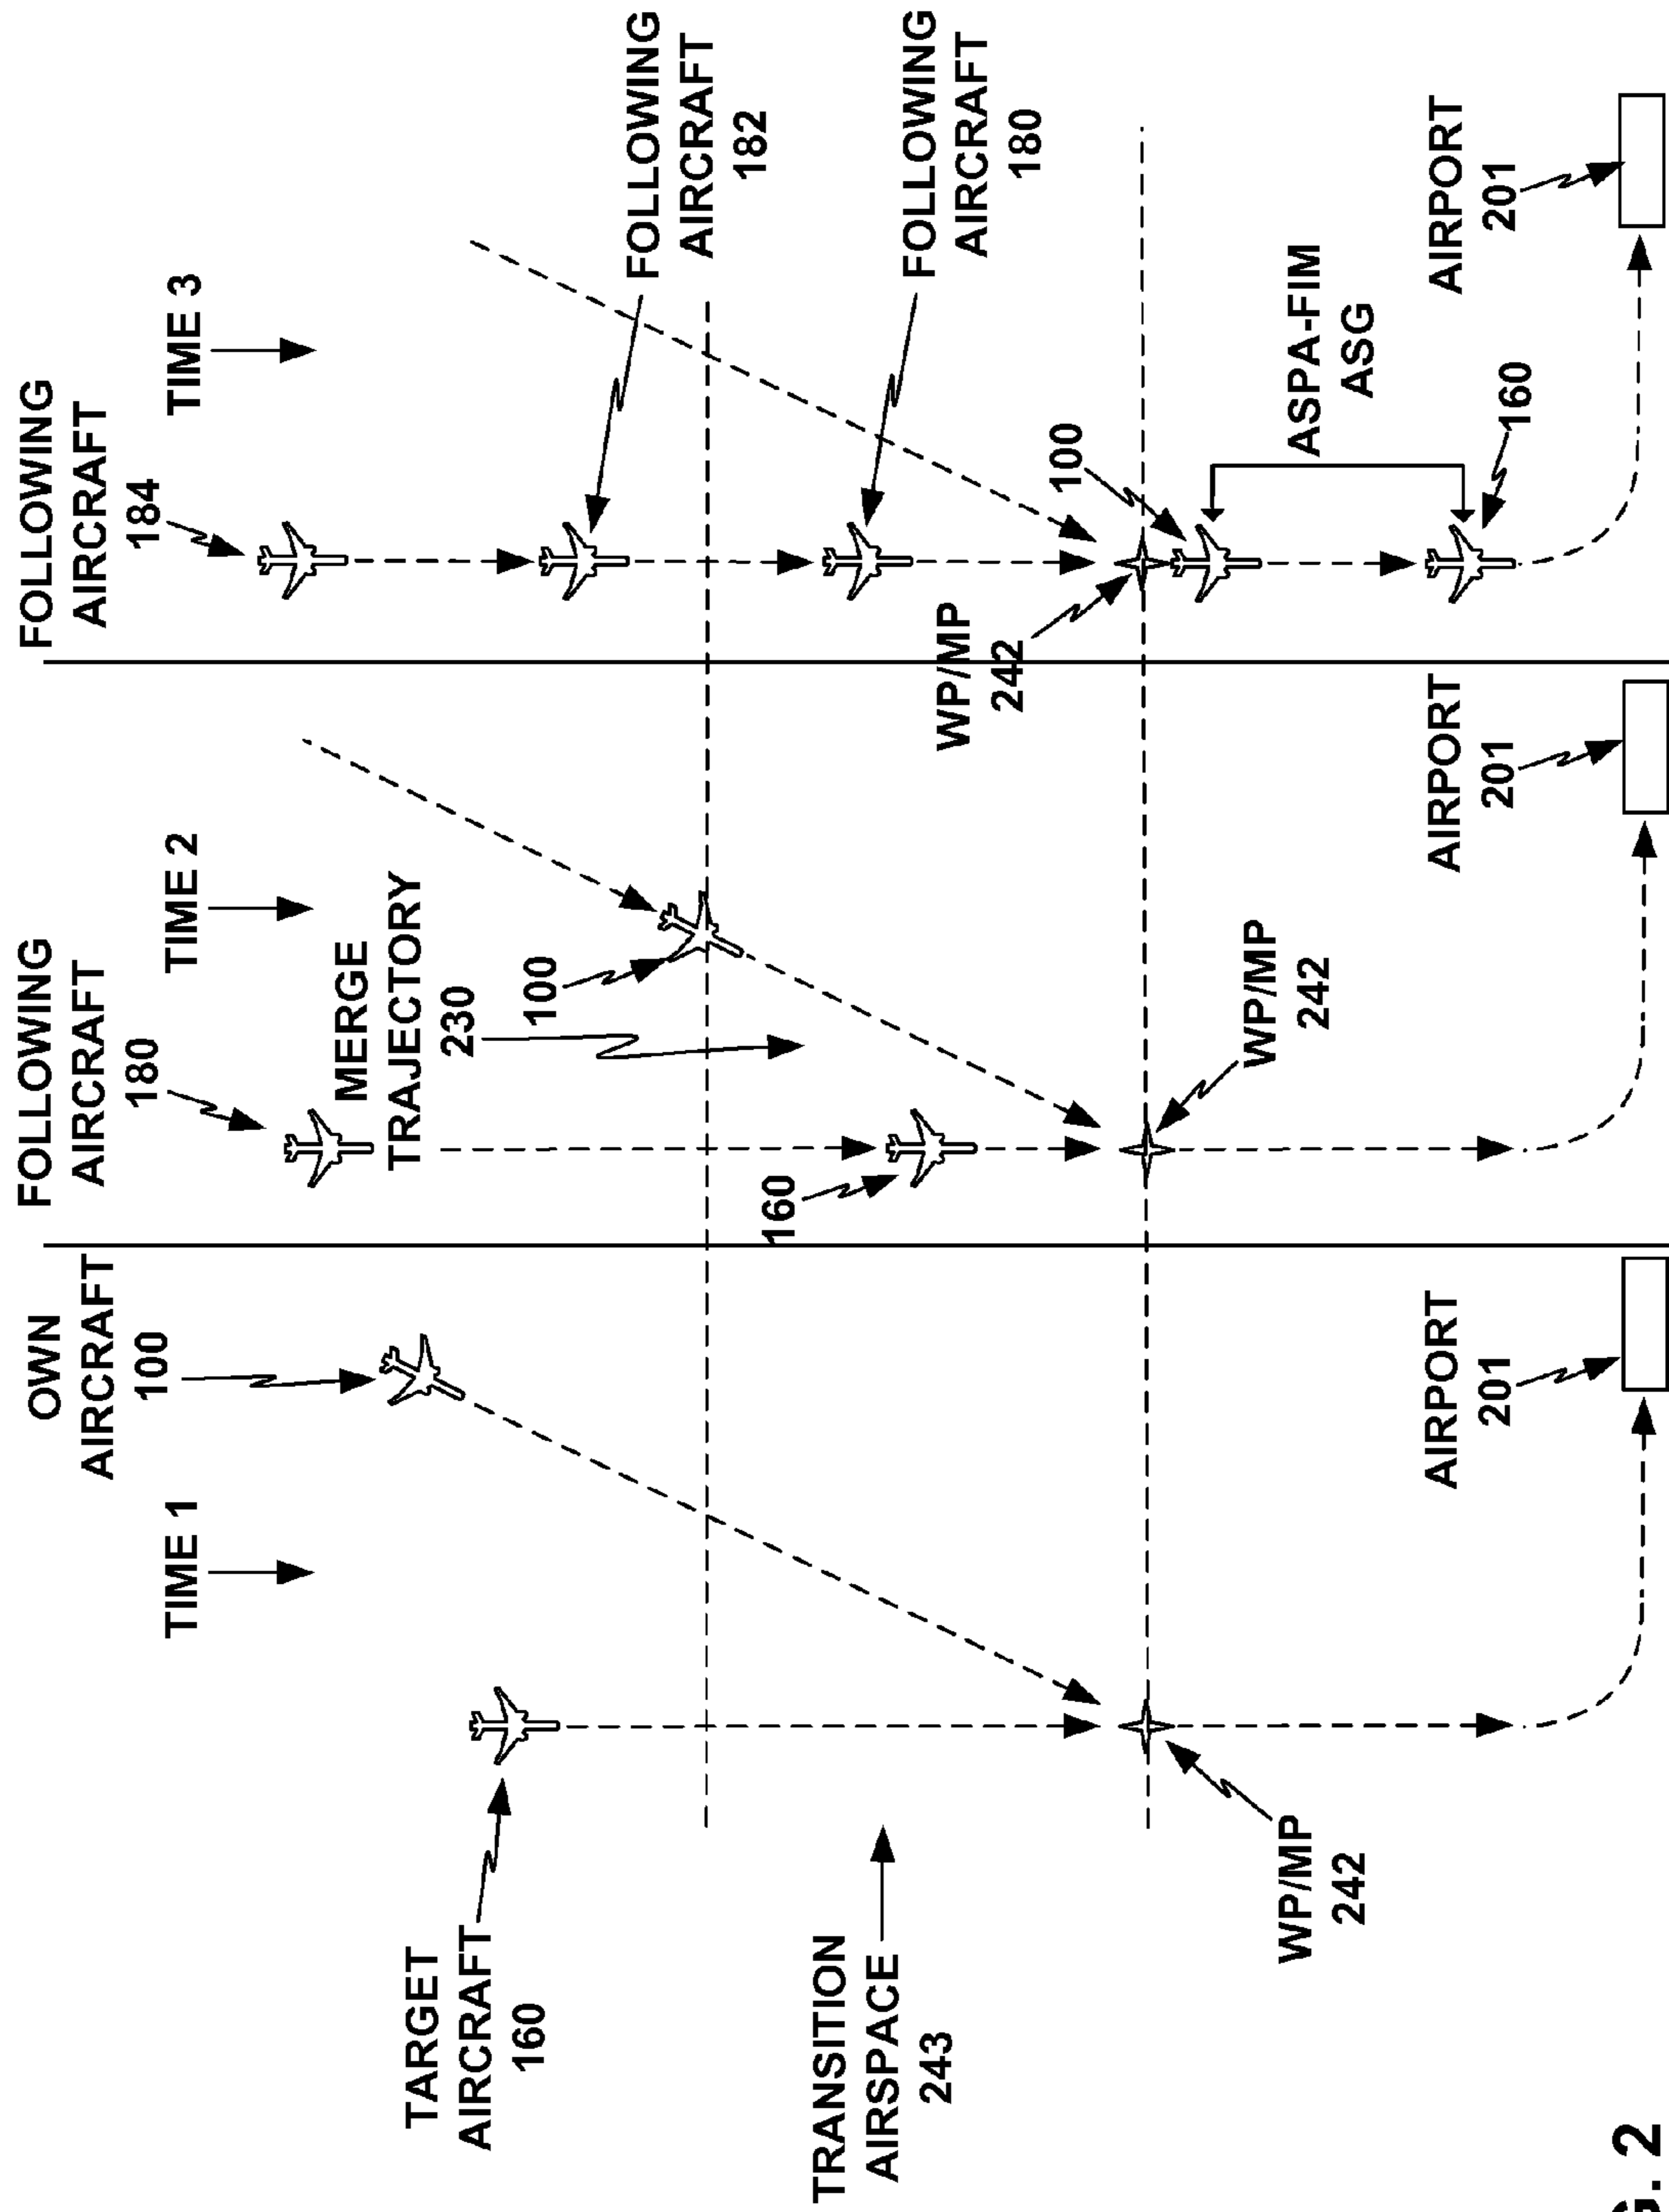 TIME 1
OWN
AIRCRAFT
100
TARGET
AIRCRAFT
160
TRANSITION
AIRSPACE
243
WP/MP
242
AIRPORT
201
FOLLOWING
AIRCRAFT
180
TIME 2
MERGE
TRAJECTORY
230
100
160
WP/MP
242
AIRPORT
201
FOLLOWING
AIRCRAFT
184
TIME 3
FOLLOWING
AIRCRAFT
182
FOLLOWING
AIRCRAFT
180
WP/MP
242
100
ASPA-FIM
ASG
160
AIRPORT
201
G. 2